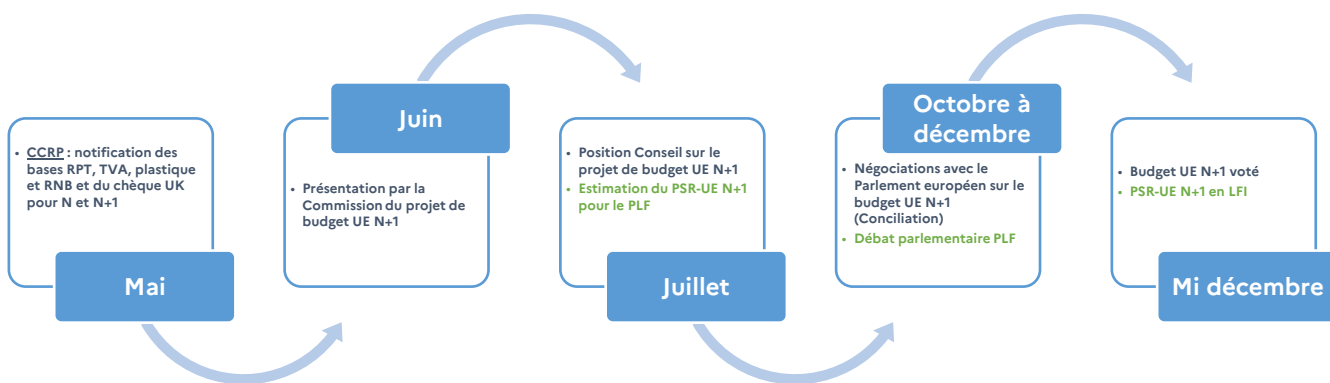 Mai
• CCRP : notification des
bases RPT, TVA, plastique
et RNB et du chèque UK
pour N et N+1
Juin
• Présentation par la
Commission du projet de
budget UE N+1
Juillet
• Position Conseil sur le
projet de budget UE N+1
• Estimation du PSR-UE N+1
pour le PLF
Octobre à
décembre
• Négociations avec le
Parlement européen sur le
budget UE N+1
(Conciliation)
• Débat parlementaire PLF
Mi décembre
• Budget UE N+1 voté
• PSR-UE N+1 en LFI